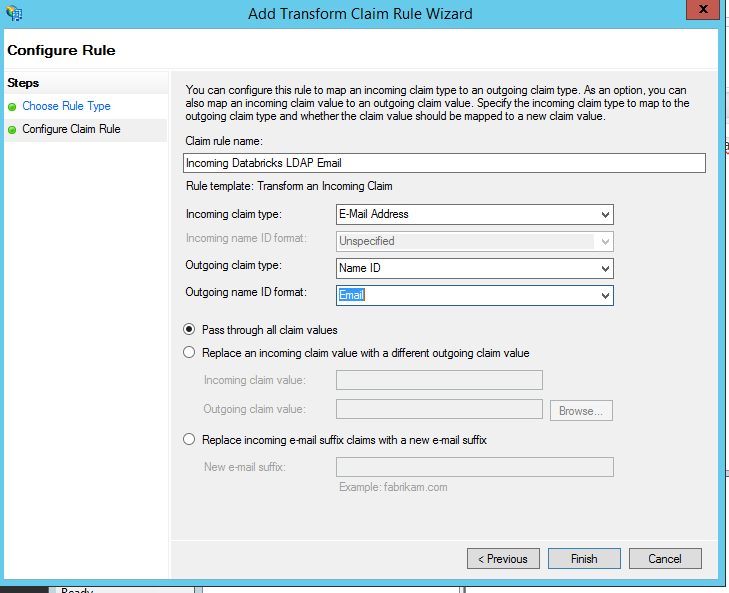 Add Transform Claim Rule Wizard
x
Configure Rule
Steps
Choose Rule Type
Configure Claim Rule
You can configure this rule to map an incoming claim type to an outgoing claim type. As an option, you can
also map an incoming claim value to an outgoing claim value. Specify the incoming claim type to map to the
outgoing claim type and whether the claim value should be mapped to a new claim value.
Claim rule name:
Incoming Databricks LDAP Email
Rule template: Transform an Incoming Claim
Incoming claim type: E-Mail Address
Incoming name ID format: Unspecified
Outgoing claim type: Name ID
Outgoing name ID format: Email
Pass through all claim values
Replace an incoming claim value with a different outgoing claim value
Incoming claim value:
Outgoing claim value: Browse...
Replace incoming e-mail suffix claims with a new e-mail suffix
New e-mail suffix:
Example: fabrikam.com
< Previous Finish Cancel
Ready